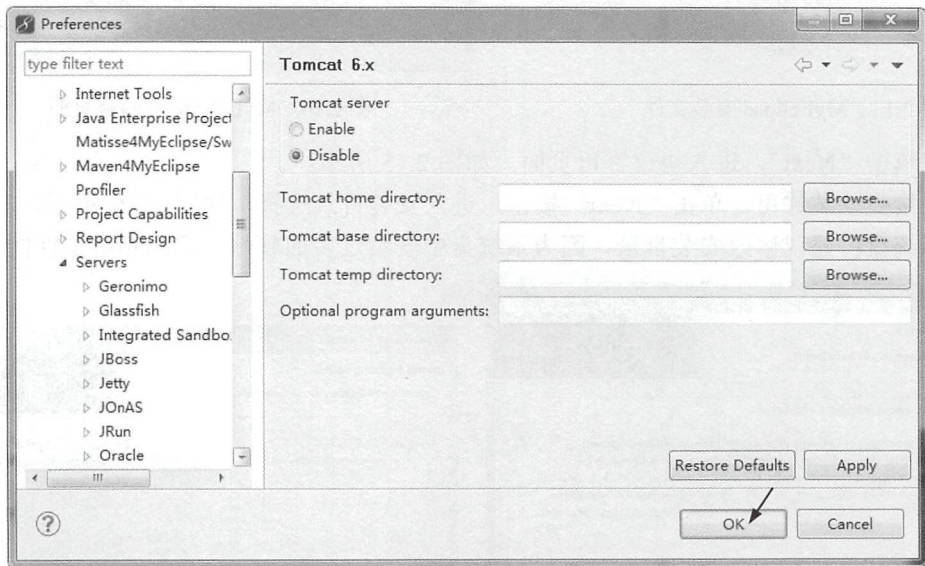 Preferences
type filter text
Internet Tools
Java Enterprise Project
Matisse4MyEclipse/Sw
Maven4MyEclipse
Profiler
Project Capabilities
Report Design
Servers
Geronimo
Glassfish
Integrated Sandbo
JBoss
Jetty
JOnAS
JRun
Oracle
Tomcat 6.x
Tomcat server
Enable
Disable
Tomcat home directory:
Browse...
Tomcat base directory:
Browse...
Tomcat temp directory:
Browse...
Optional program arguments:
Restore Defaults
Apply
OK
Cancel